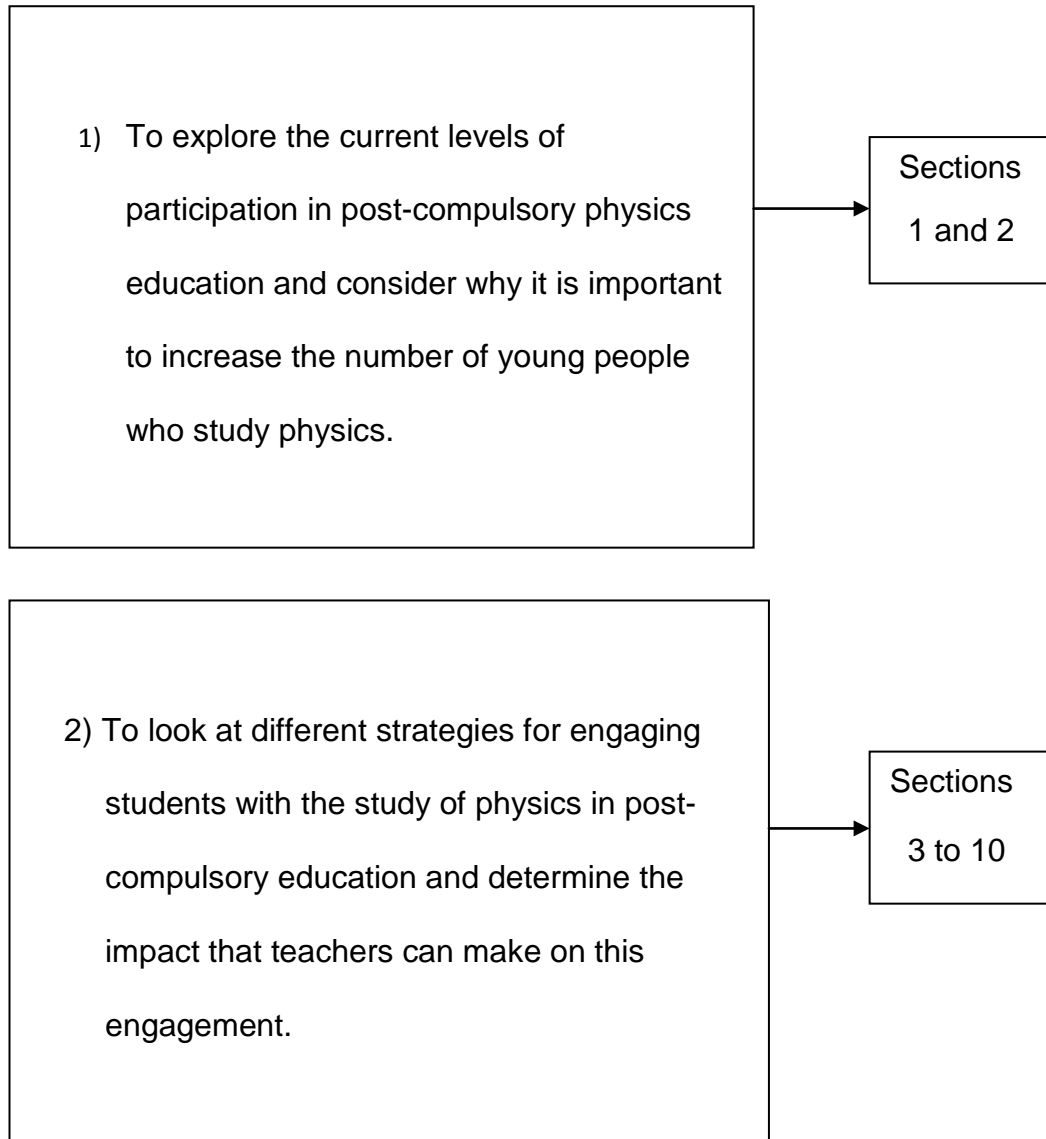 1) To explore the current levels of
participation in post-compulsory physics
education and consider why it is important
to increase the number of young people
who study physics.
Sections
1 and 2
2) To look at different strategies for engaging
students with the study of physics in post-
compulsory education and determine the
impact that teachers can make on this
engagement.
Sections
3 to 10